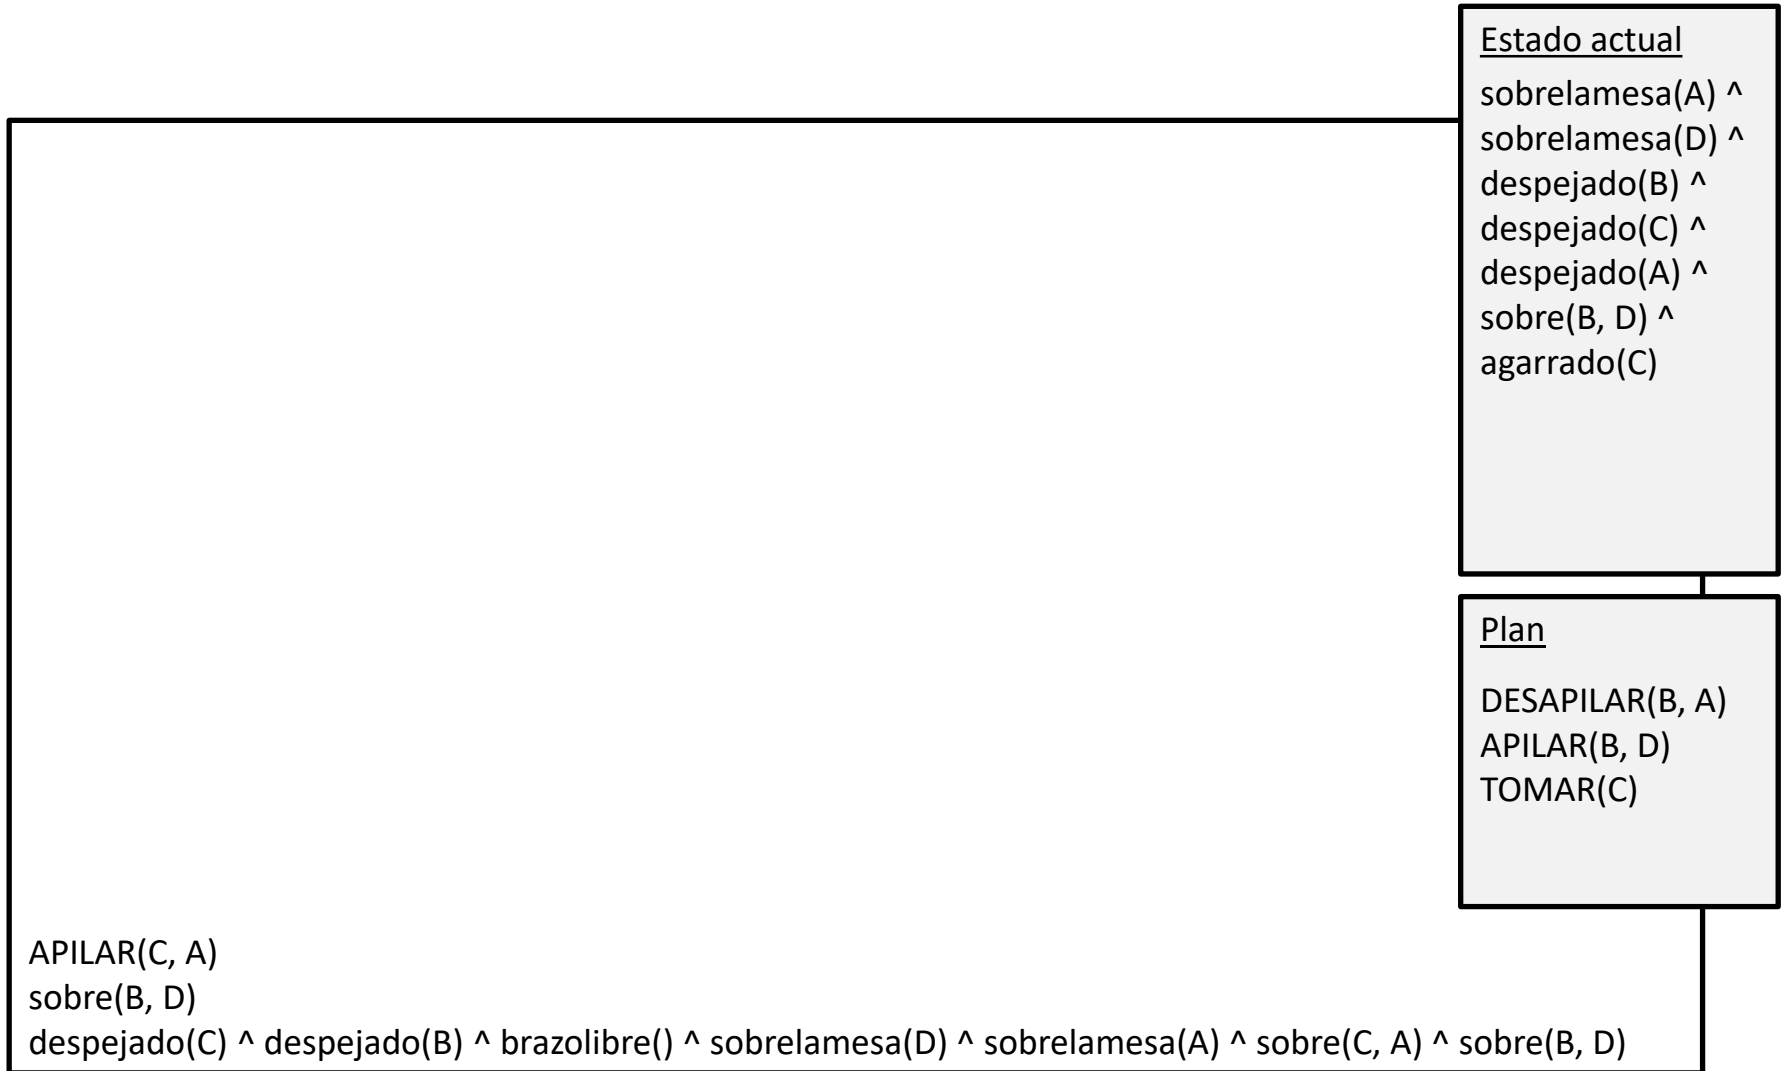 Estado actual
sobrelamesa(A) ^
sobrelamesa(D) ^
despejado(B) ^
despejado(C) ^
despejado(A) ^
sobre(B, D) ^
agarrado(C)
Plan
DESAPILAR(B, A)
APILAR(B, D)
TOMAR(C)
APILAR(C, A)
sobre(B, D)
despejado(C) ^ despejado(B) ^ brazolibre() ^ sobrelamesa(D) ^ sobrelamesa(A) ^ sobre(C, A) ^ sobre(B, D)